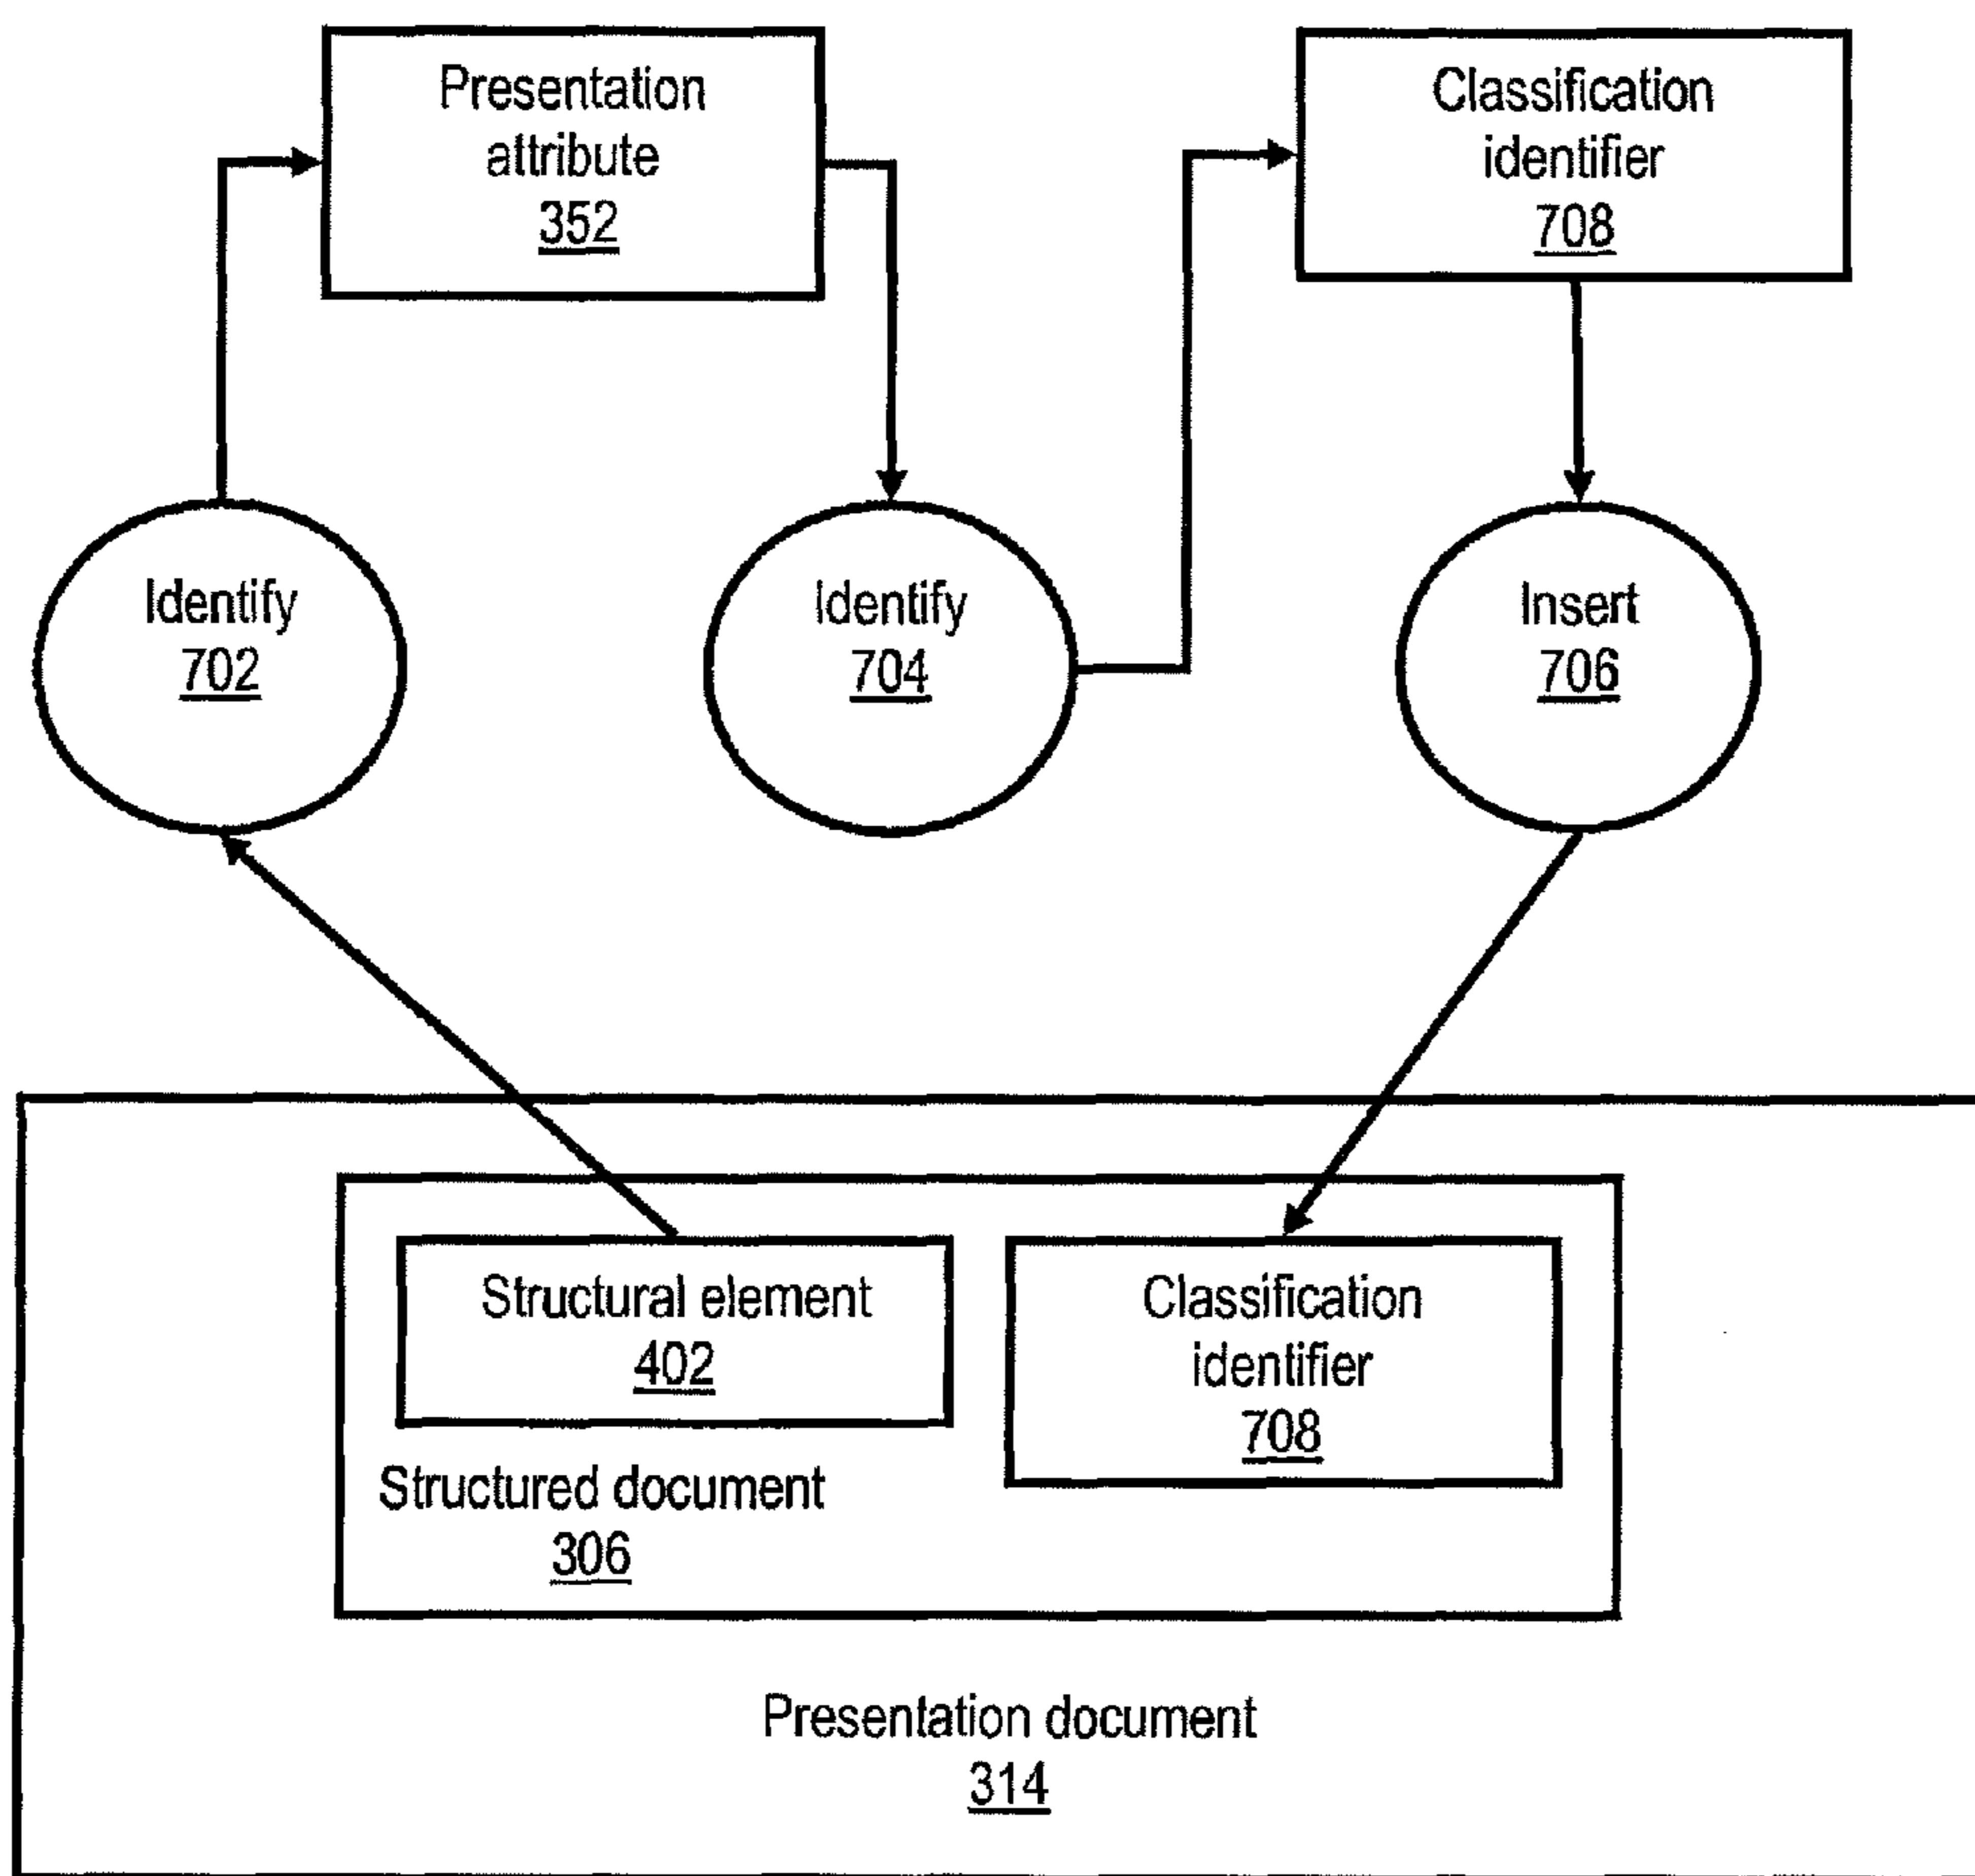 Presentation
attribute
352
Classification
identifier
708
Identify
702
Identify
704
Insert
706
Structural element
402
Classification
identifier
708
Structured document
306
Presentation document
314